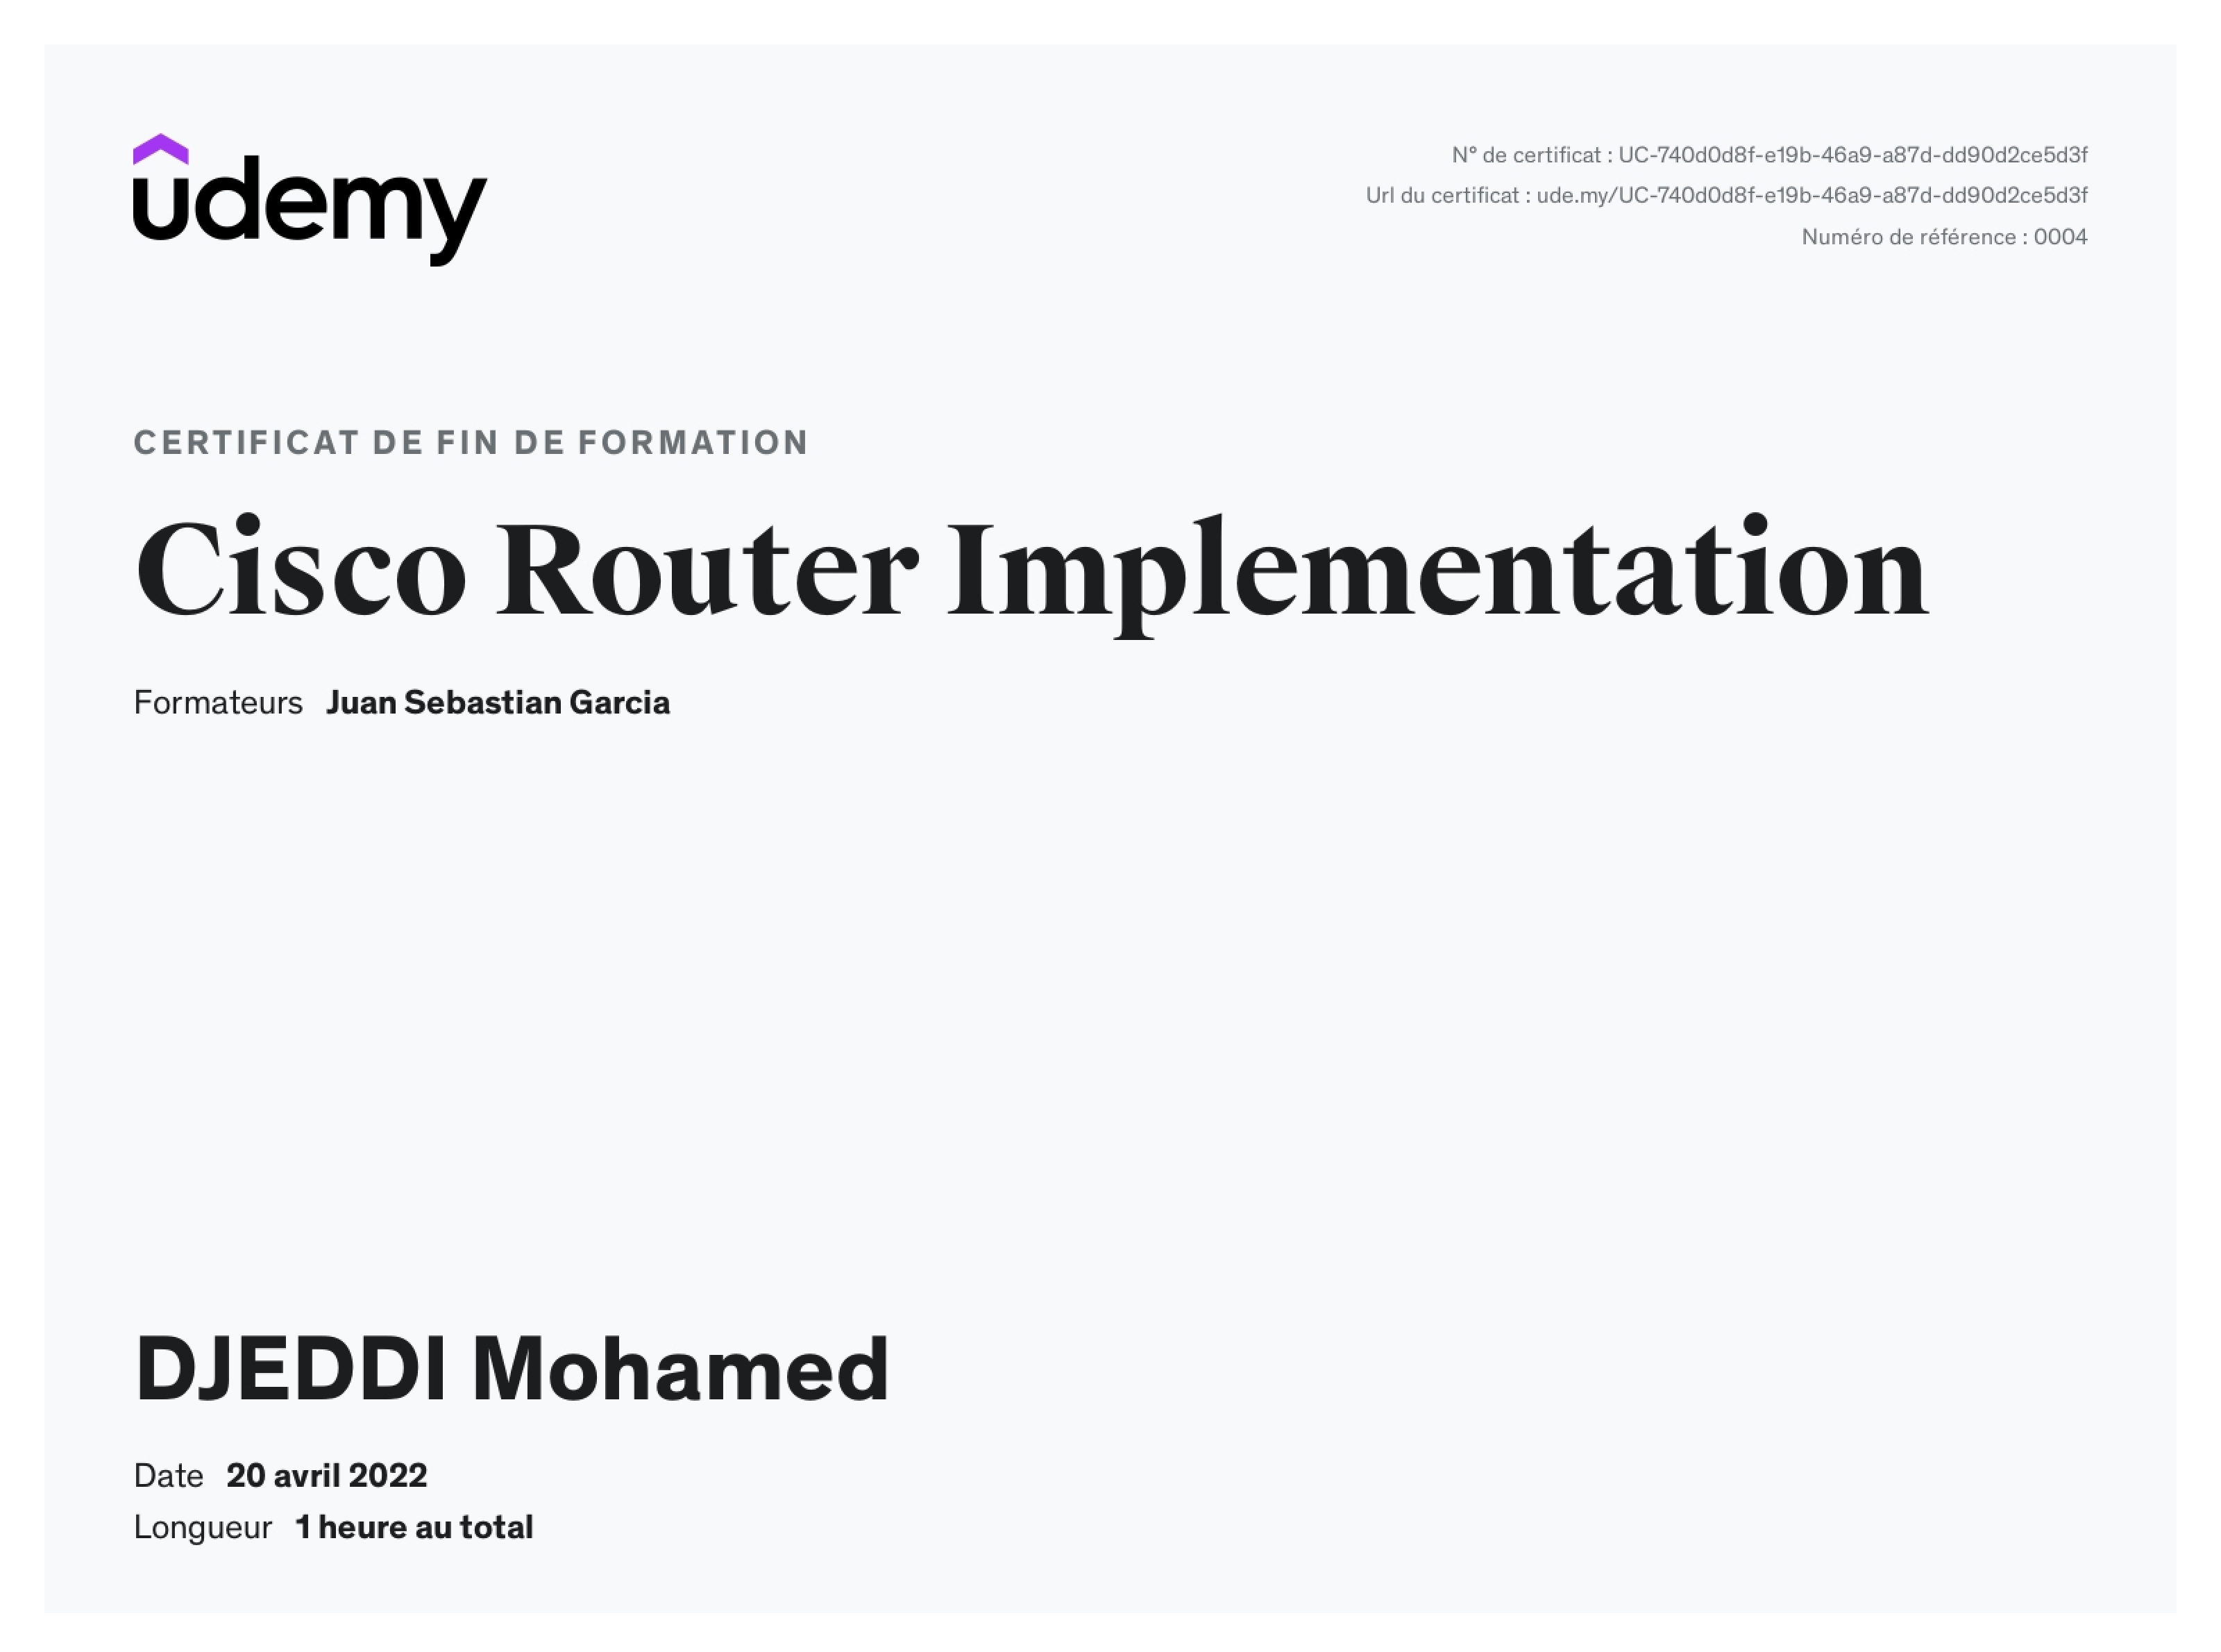 udemy
N° de certificat : UC-740d0d8f-e19b-46a9-a87d-dd90d2ce5d3f
Url du certificat : ude.my/UC-740d0d8f-e19b-46a9-a87d-dd90d2ce5d3f
Numéro de référence : 0004
CERTIFICAT DE FIN DE FORMATION
Cisco Router Implementation
Formateurs Juan Sebastian Garcia
DJEDDI Mohamed
Date 20 avril 2022
Longueur 1 heure au total